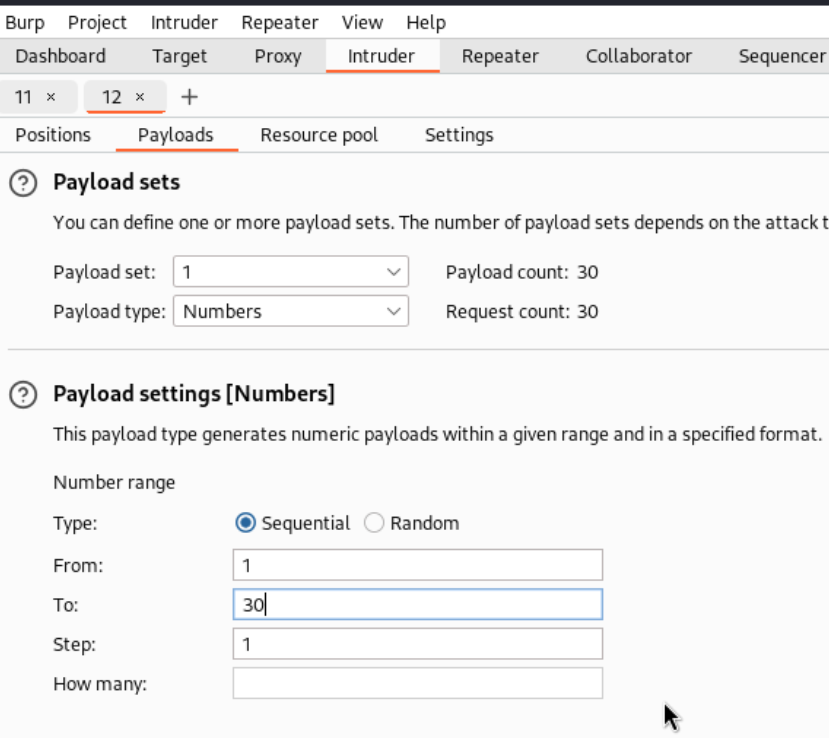 Burp Project Intruder Repeater View Help
Dashboard Target Proxy Intruder Repeater Collaborator Sequencer
11 × 12 × +
Positions Payloads Resource pool Settings
? Payload sets
You can define one or more payload sets. The number of payload sets depends on the attack t
Payload set: 1 Payload count: 30
Payload type: Numbers Request count: 30
? Payload settings [Numbers]
This payload type generates numeric payloads within a given range and in a specified format.
Number range
Type: Sequential Random
From: 1
To: 30
Step: 1
How many: